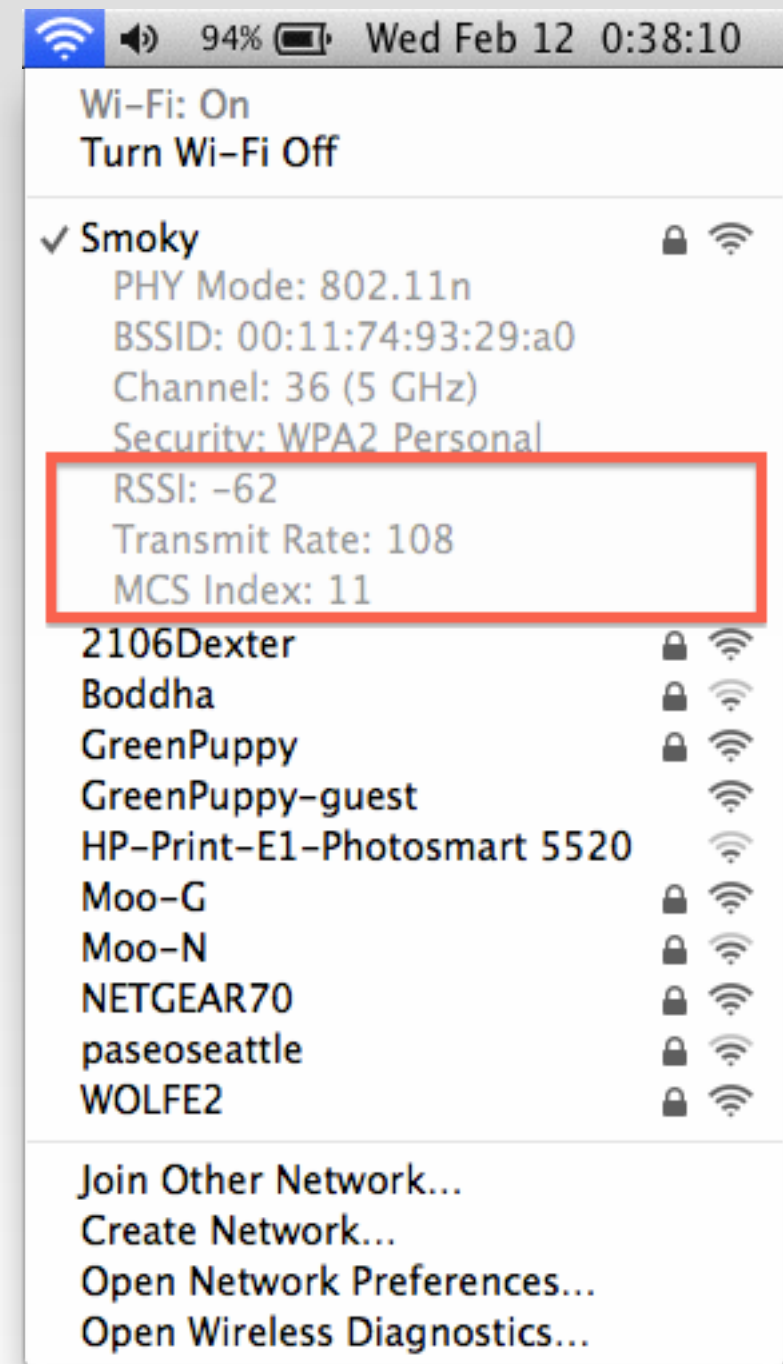 94% Wed Feb 12 0:38:10
Wi-Fi: On
Turn Wi-Fi Off
Smoky
PHY Mode: 802.11n
BSSID: 00:11:74:93:29:a0
Channel: 36 (5 GHz)
Security: WPA2 Personal
RSSI: -62
Transmit Rate: 108
MCS Index: 11
2106Dexter
Boddha
GreenPuppy
GreenPuppy-guest
HP-Print-E1-Photosmart 5520
Moo-G
Moo-N
NETGEAR70
paseoseattle
WOLFE2
Join Other Network...
Create Network...
Open Network Preferences...
Open Wireless Diagnostics...